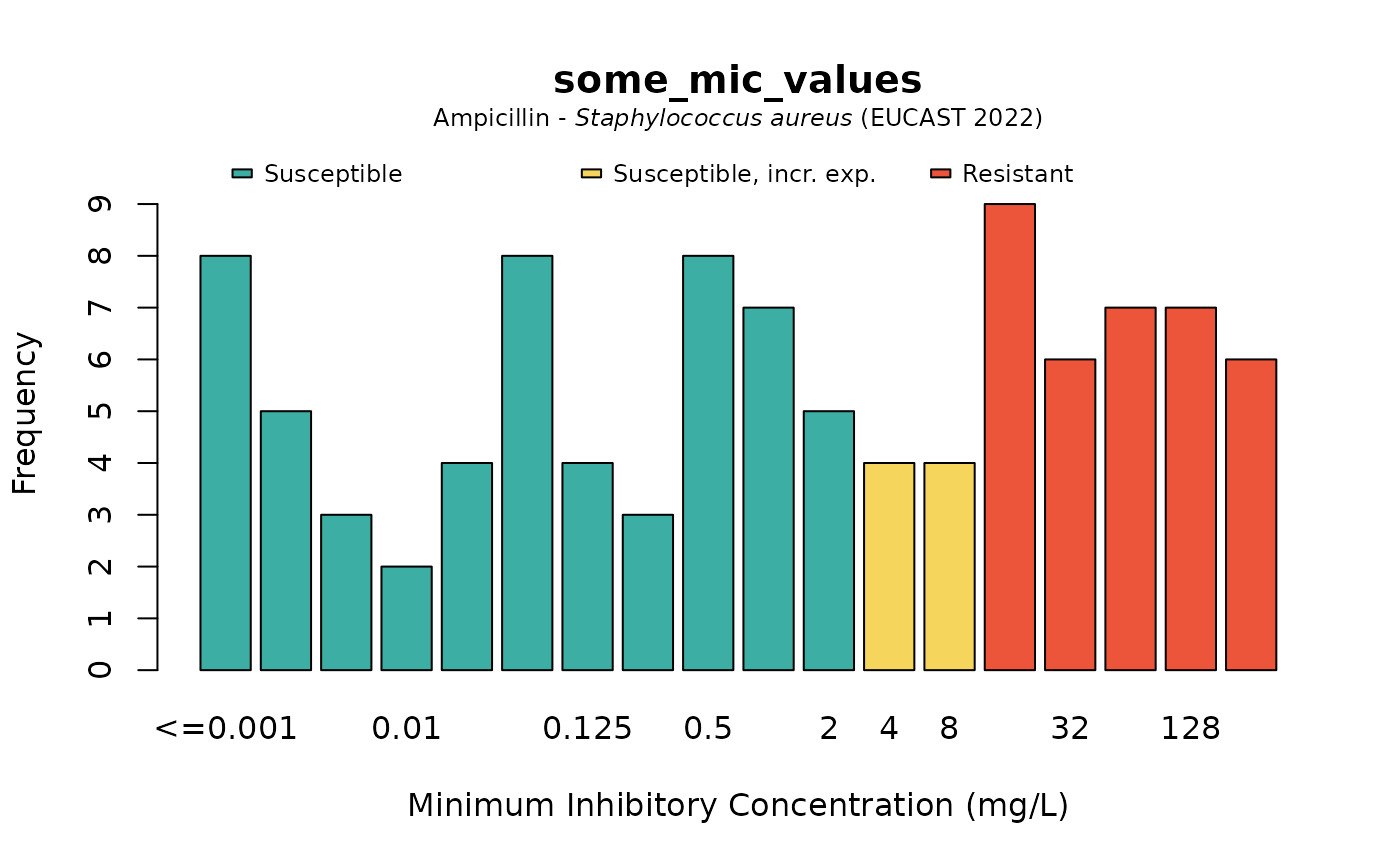 some_mic_values
Ampicillin - Staphylococcus aureus (EUCAST 2022)
Susceptible
Susceptible, incr. exp.
Resistant
9
8
7
6
5
4
3
2
1
0
Frequency
<=0.001 0.01 0.125 0.5 2 4 8 32 128
Minimum Inhibitory Concentration (mg/L)